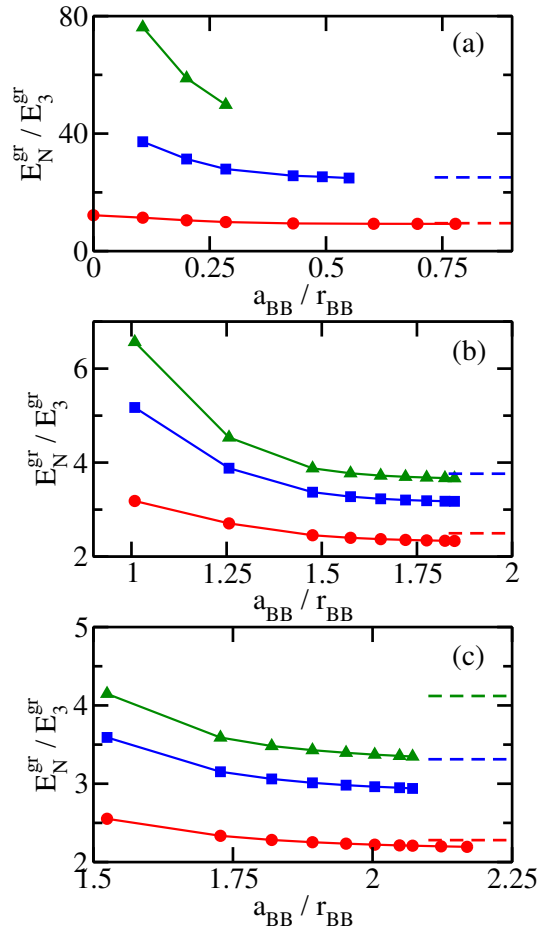 80
(a)
40
0
E_N^gr / E_3^gr
0 0.25 0.5 0.75
a_BB / r_BB
6
(b)
4
2
E_N^gr / E_3^gr
1 1.25 1.5 1.75 2
a_BB / r_BB
5
(c)
4
3
2
E_N^gr / E_3^gr
1.5 1.75 2 2.25
a_BB / r_BB